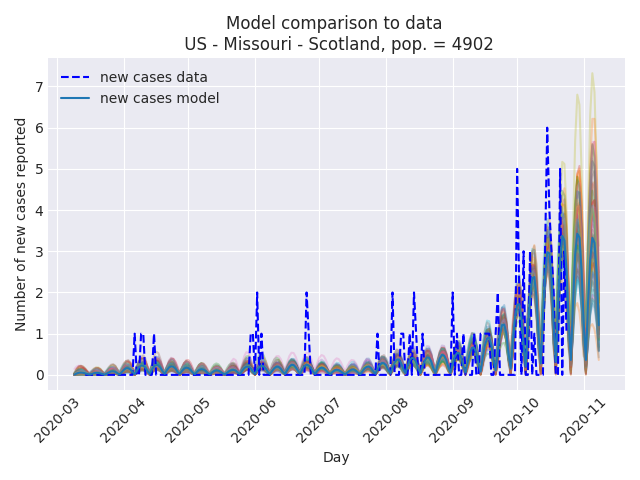 Model comparison to data
US - Missouri - Scotland, pop. = 4902
new cases data
new cases model
Number of new cases reported
7
6
5
4
3
2
1
0
2020-03
2020-04
2020-05
2020-06
2020-07
2020-08
2020-09
2020-10
2020-11
Day